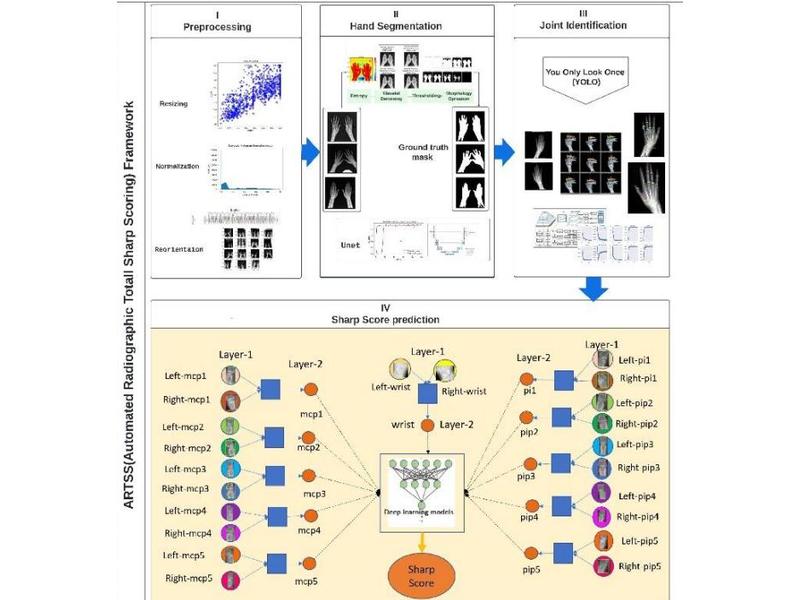 ARTSS(Automated Radiographic Totall Sharp Scoring) Framework
I
Preprocessing
Resizing
Normalization
Reorientaion
II
Hand Segmentation
Entropy
Thresholding
Ground truth
mask
Unet
III
Joint Identification
You Only Look Once
(YOLO)
IV
Sharp Score prediction
Layer-1
Layer-2
Left-mcp1
Right-mcp1
mcp1
Left-mcp2
Right-mcp2
mcp2
Left-mcp3
Right-mcp3
mcp3
Left-mcp4
Right-mcp4
mcp4
Left-mcp5
Right-mcp5
mcp5
Layer-1
Left-wrist
Right-wrist
wrist
Layer-2
Deep learning models
Sharp
Score
Layer-2
Layer-1
pi1
Left-pi1
Right-pi1
pip2
Left-pip2
Right-pip2
pip3
Left-pip3
Right pip3
pip4
Left-pip4
Right-pip4
pip5
Left-pip5
Right pip5